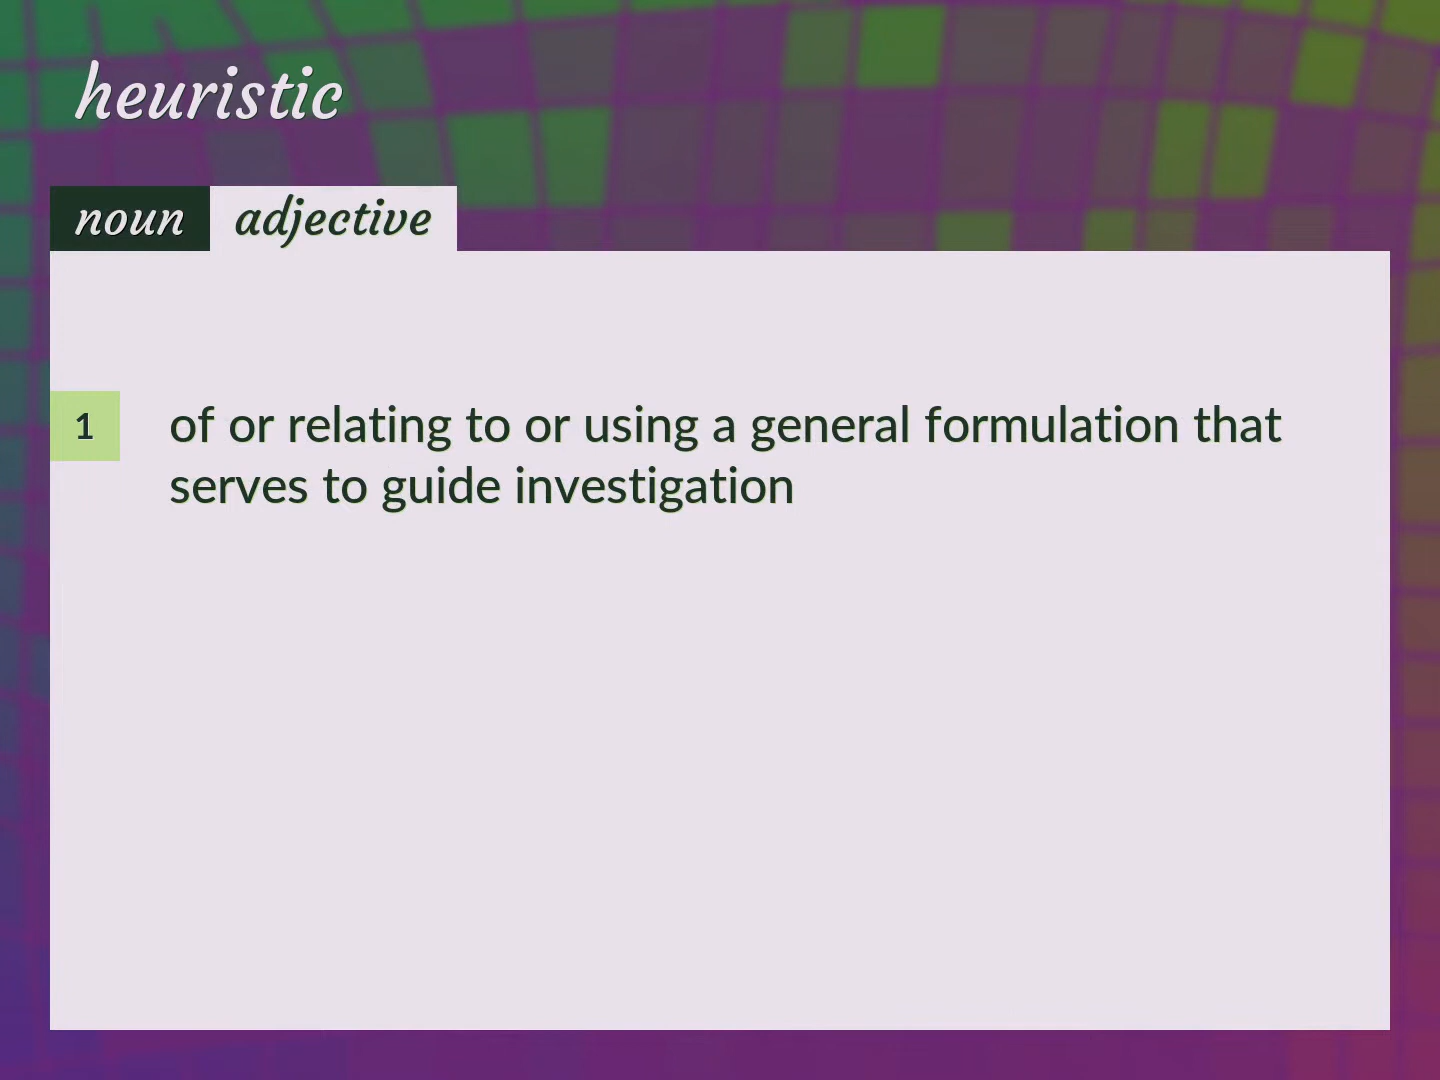 heuristic
noun adjective
1 of or relating to or using a general formulation that
serves to guide investigation